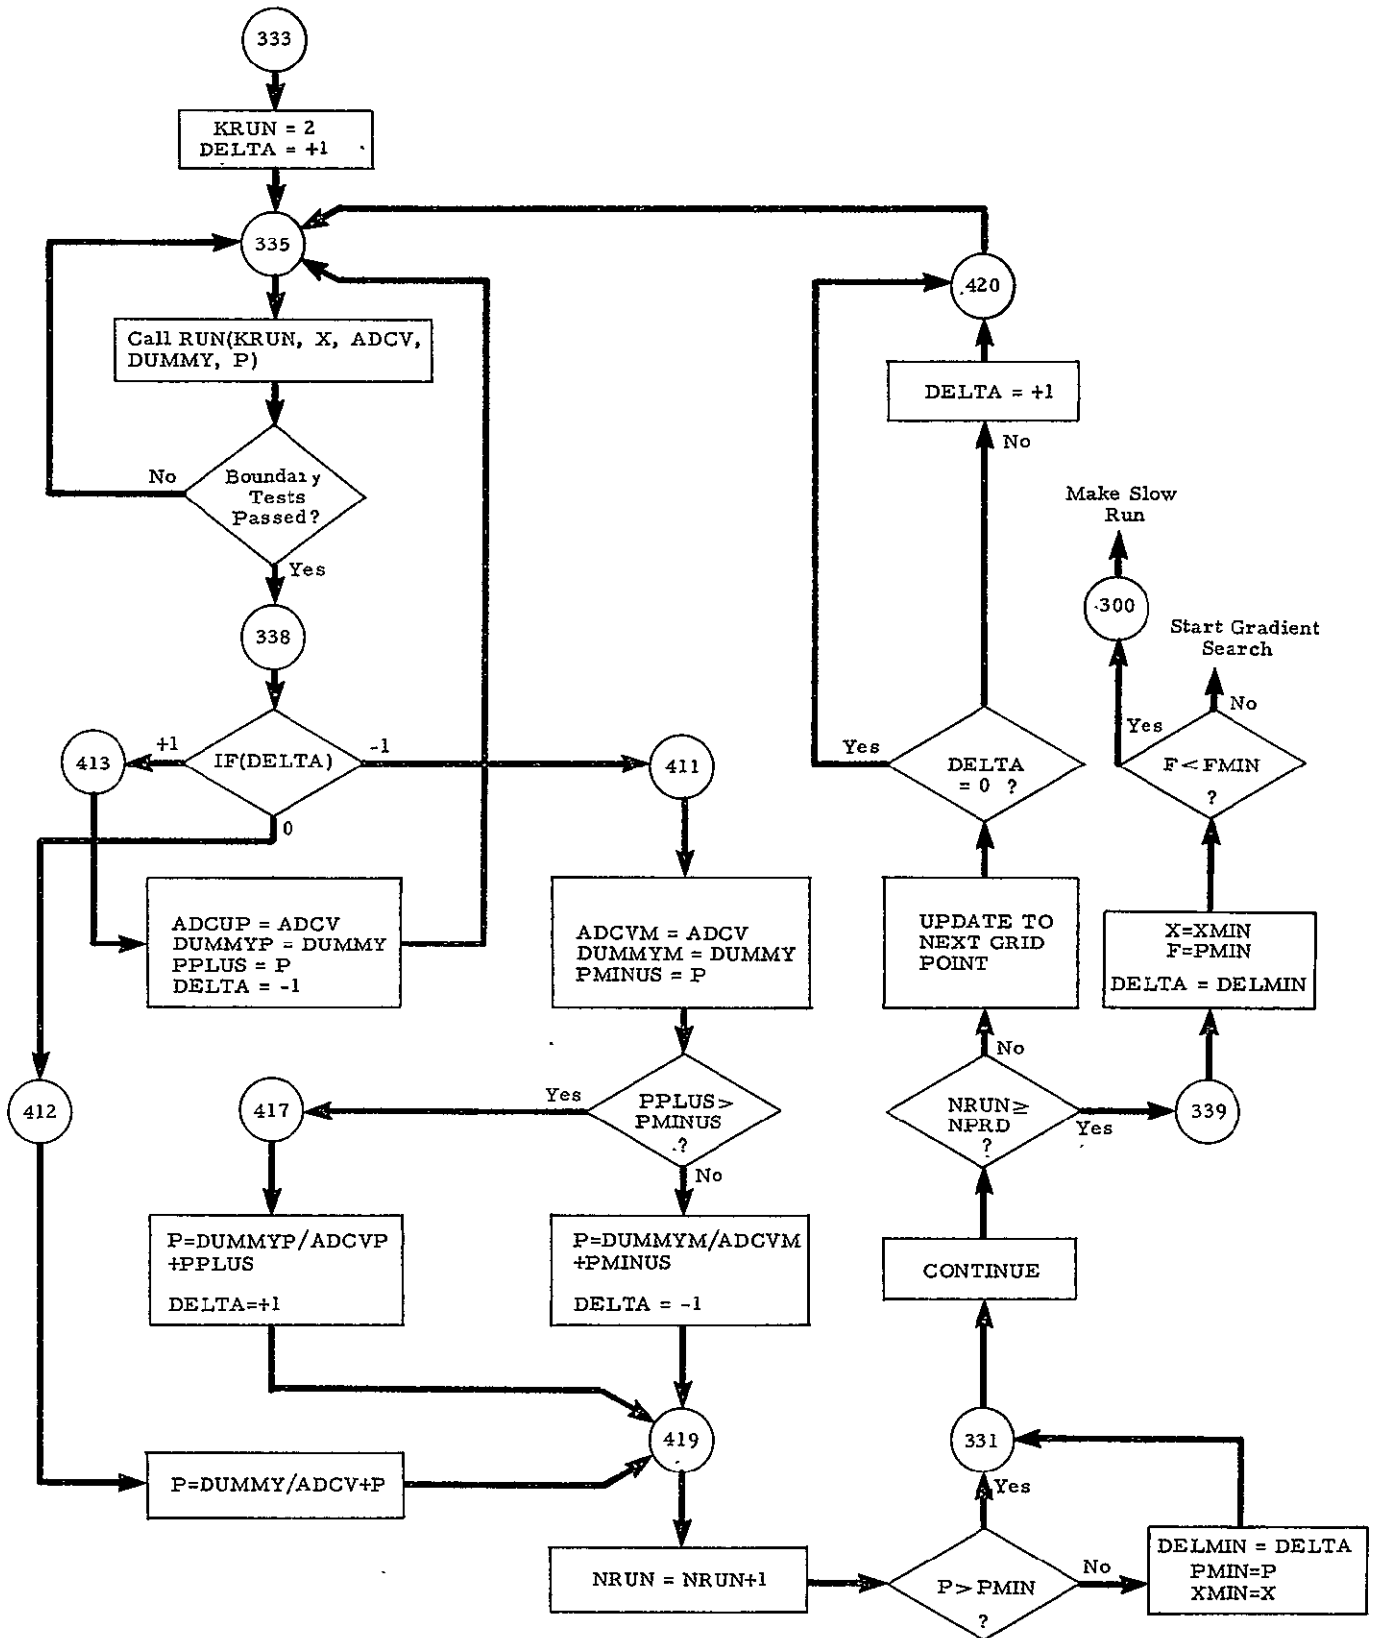 333
KRUN = 2
DELTA = +1
335
Call RUN(KRUN, X, ADCV,
DUMMY, P)
Boundary
Tests
Passed?
No
Yes
338
IF(DELTA)
+1
-1
0
413
411
ADCUP = ADCV
DUMMYP = DUMMY
PPLUS = P
DELTA = -1
ADCVM = ADCV
DUMMYM = DUMMY
PMINUS = P
412
417
Yes
PPLUS>
PMINUS
?
No
P=DUMMYP/ADCVP
+PPLUS
DELTA=+1
P=DUMMYM/ADCVM
+PMINUS
DELTA = -1
419
P=DUMMY/ADCV+P
NRUN = NRUN+1
P > PMIN
?
No
Yes
DELMIN = DELTA
PMIN=P
XMIN=X
331
CONTINUE
NRUN≥
NPRD
?
Yes
No
339
UPDATE TO
NEXT GRID
POINT
X=XMIN
F=PMIN
DELTA = DELMIN
DELTA
= 0 ?
Yes
No
F<FMIN
?
Yes
No
DELTA = +1
420
300
Make Slow
Run
Start Gradient
Search